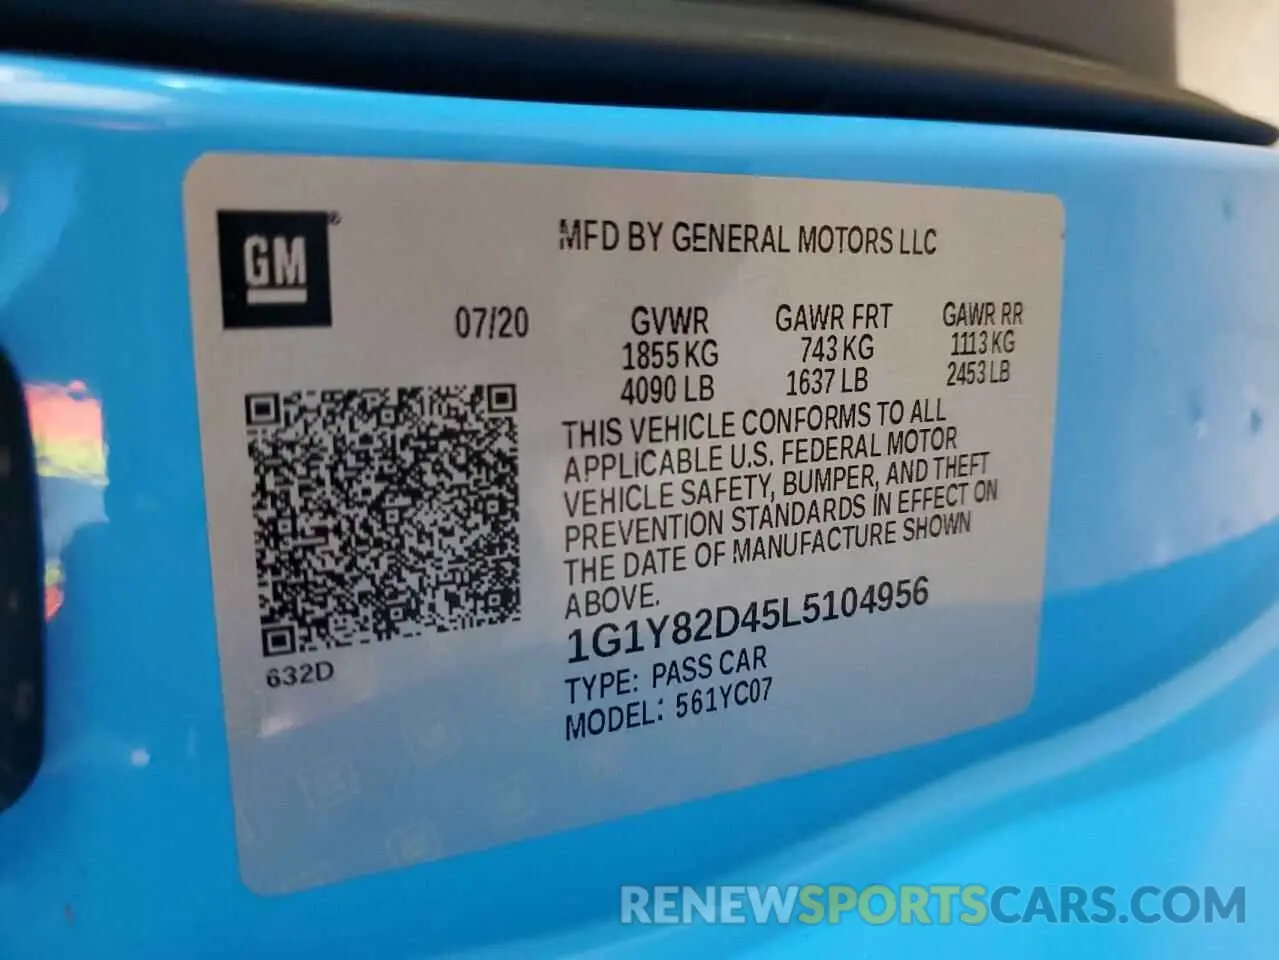 GM®
MFD BY GENERAL MOTORS LLC
07/20
GVWR GAWR FRT GAWR RR
1855 KG 743 KG 1113 KG
4090 LB 1637 LB 2453 LB
THIS VEHICLE CONFORMS TO ALL
APPLICABLE U.S. FEDERAL MOTOR
VEHICLE SAFETY, BUMPER, AND THEFT
PREVENTION STANDARDS IN EFFECT ON
THE DATE OF MANUFACTURE SHOWN
ABOVE.
1G1Y82D45L5104956
TYPE: PASS CAR
MODEL: 561YC07
632D
RENEWSPORTSCARS.COM